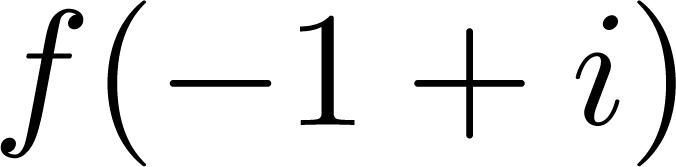 f(−1 + i)